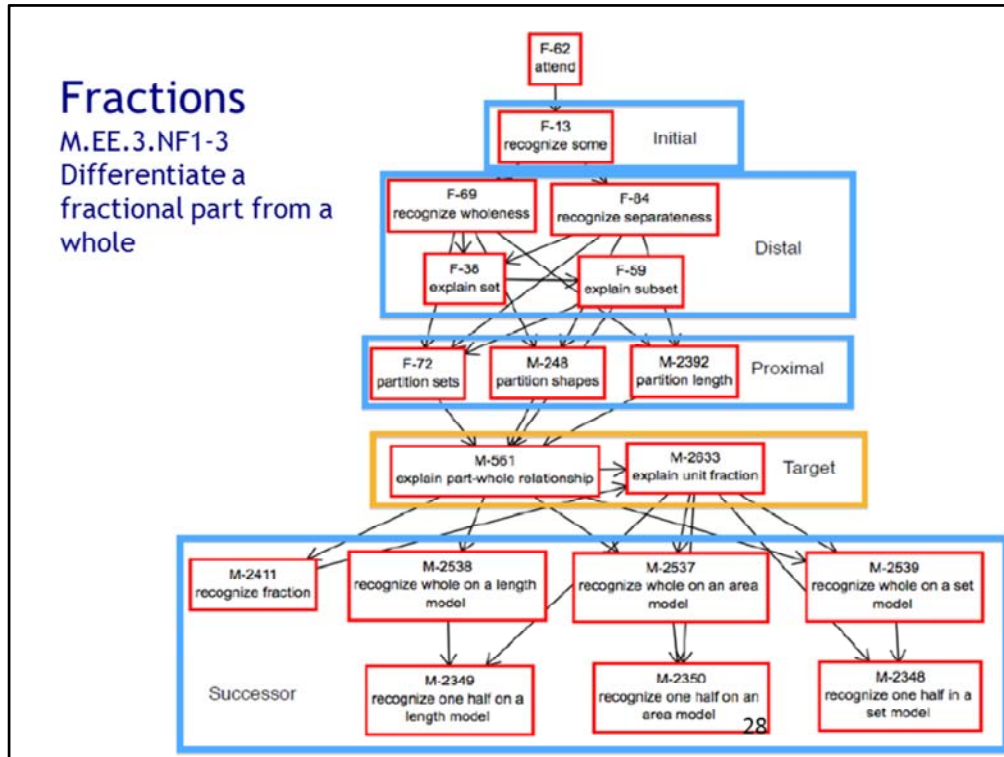 Fractions
M.EE.3.NF1-3
Differentiate a
fractional part from a
whole
F-62
attend
F-13
recognize some
Initial
F-69
recognize wholeness
F-84
recognize separateness
Distal
F-38
explain set
F-59
explain subset
F-72
partition sets
M-248
partition shapes
M-2392
partition length
Proximal
M-561
explain part-whole relationship
M-2633
explain unit fraction
Target
M-2411
recognize fraction
M-2538
recognize whole on a length
model
M-2537
recognize whole on an area
model
M-2539
recognize whole on a set
model
Successor
M-2349
recognize one half on a
length model
M-2350
recognize one half on an
area model
M-2348
recognize one half in a
set model
28